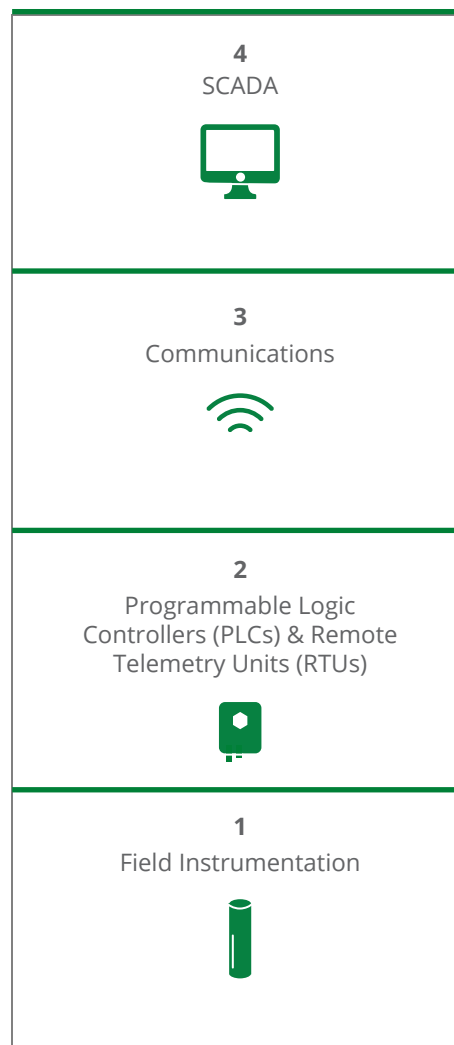 4
SCADA
3
Communications
2
Programmable Logic
Controllers (PLCs) & Remote
Telemetry Units (RTUs)
1
Field Instrumentation